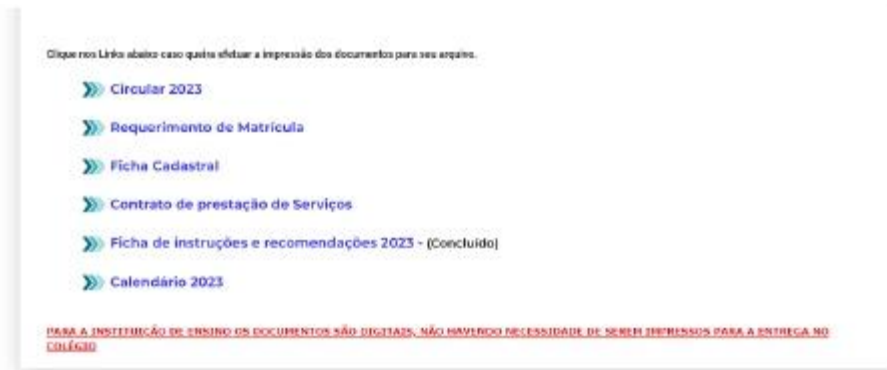 Clique nos Links abaixo caso queira efetuar a impressão dos documentos para seu arquivo.
Circular 2023
Requerimento de Matrícula
Ficha Cadastral
Contrato de prestação de Serviços
Ficha de instruções e recomendações 2023 - (Concluído)
Calendário 2023
PARA A INSTITUIÇÃO DE ENSINO OS DOCUMENTOS SÃO DIGITAIS, NÃO HAVENDO NECESSIDADE DE SEREM IMPRESSOS PARA A ENTREGA NO
COLÉGIO